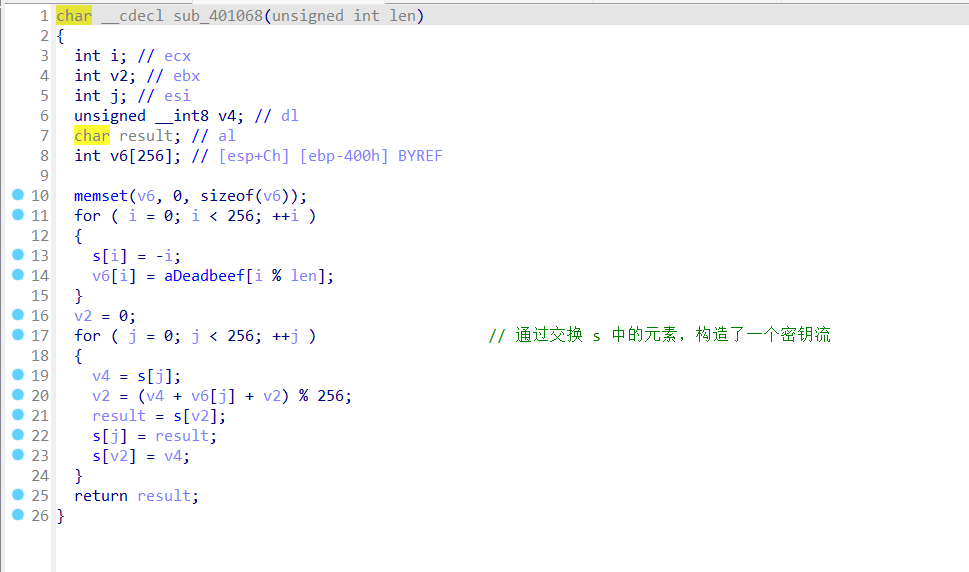 1 char __cdecl sub_401068(unsigned int len)
2 {
3   int i; // ecx
4   int v2; // ebx
5   int j; // esi
6   unsigned __int8 v4; // dl
7   char result; // al
8   int v6[256]; // [esp+Ch] [ebp-400h] BYREF
9
10   memset(v6, 0, sizeof(v6));
11   for ( i = 0; i < 256; ++i )
12   {
13     s[i] = -i;
14     v6[i] = aDeadbeef[i % len];
15   }
16   v2 = 0;
17   for ( j = 0; j < 256; ++j )                   // 通过交换 s 中的元素，构造了一个密钥流
18   {
19     v4 = s[j];
20     v2 = (v4 + v6[j] + v2) % 256;
21     result = s[v2];
22     s[j] = result;
23     s[v2] = v4;
24   }
25   return result;
26 }